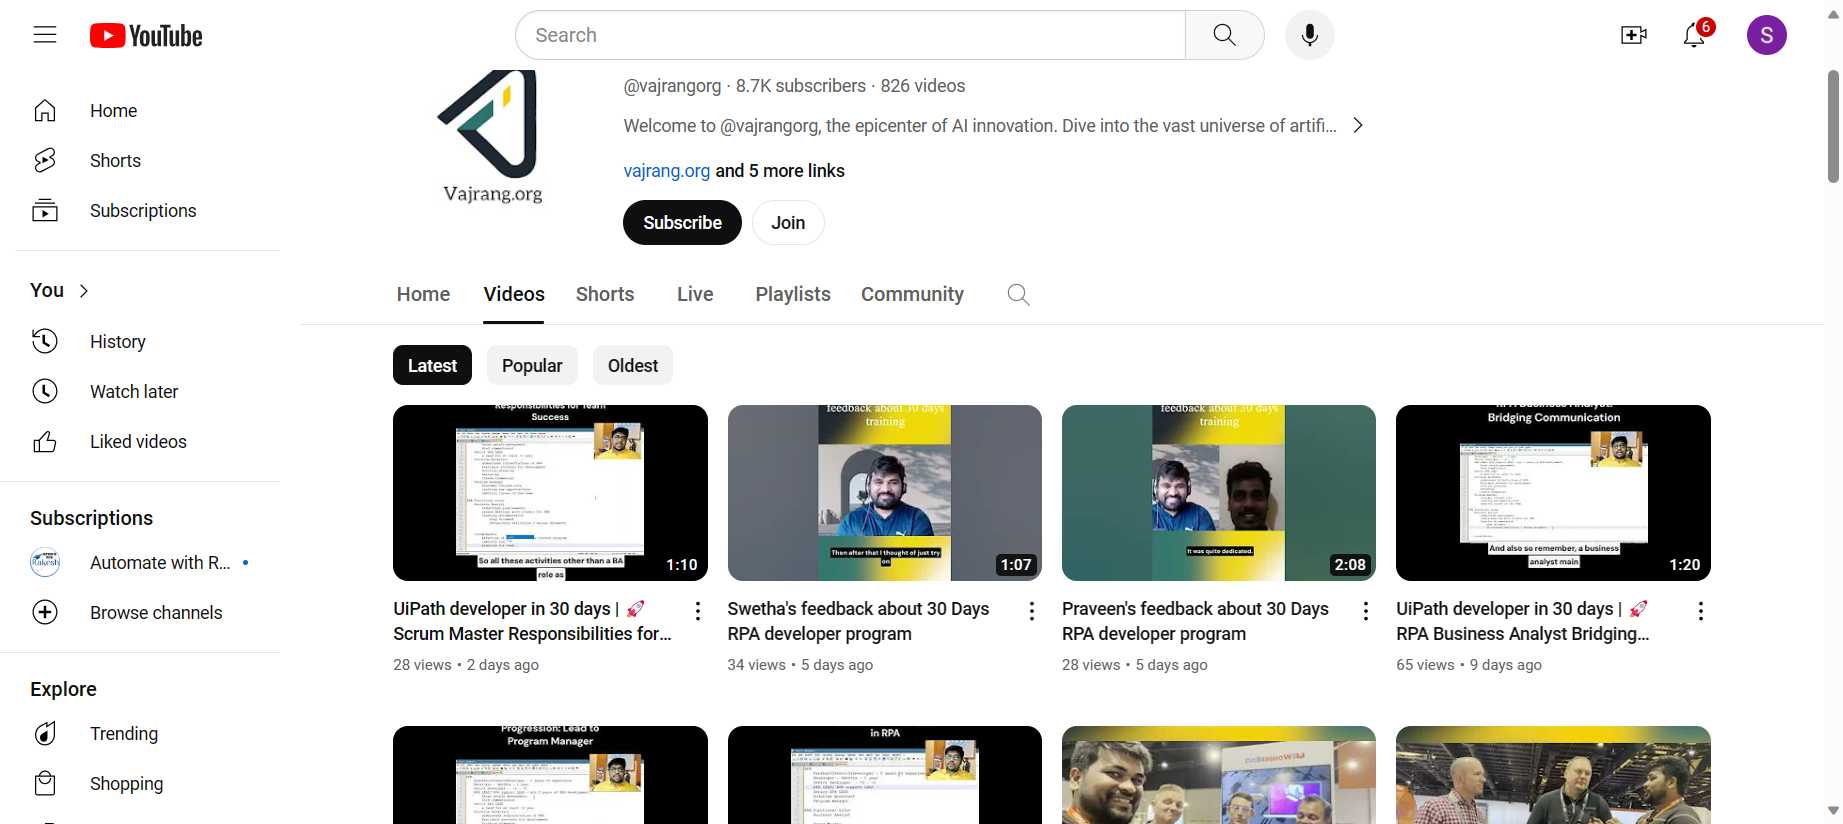 YouTube
Search
6
S
Home
Shorts
Subscriptions
You
History
Watch later
Liked videos
Subscriptions
Automate with R...
Browse channels
Explore
Trending
Shopping
Vajrang.org
@vajrangorg · 8.7K subscribers · 826 videos
Welcome to @vajrangorg, the epicenter of AI innovation. Dive into the vast universe of artifi...
vajrang.org and 5 more links
Subscribe
Join
Home
Videos
Shorts
Live
Playlists
Community
Latest
Popular
Oldest
Responsibilities for Team
Success
So all these activities other than a BA
role as
1:10
UiPath developer in 30 days | 🚀
Scrum Master Responsibilities for...
28 views • 2 days ago
feedback about 30 days
training
Then after that I thought of just try
on
1:07
Swetha's feedback about 30 Days
RPA developer program
34 views • 5 days ago
feedback about 30 days
training
It was quite dedicated.
2:08
Praveen's feedback about 30 Days
RPA developer program
28 views • 5 days ago
RPA Business Analyst:
Bridging Communication
And also so remember, a business
analyst main
1:20
UiPath developer in 30 days | 🚀
RPA Business Analyst Bridging...
65 views • 9 days ago
Progression: Lead to
Program Manager
in RPA